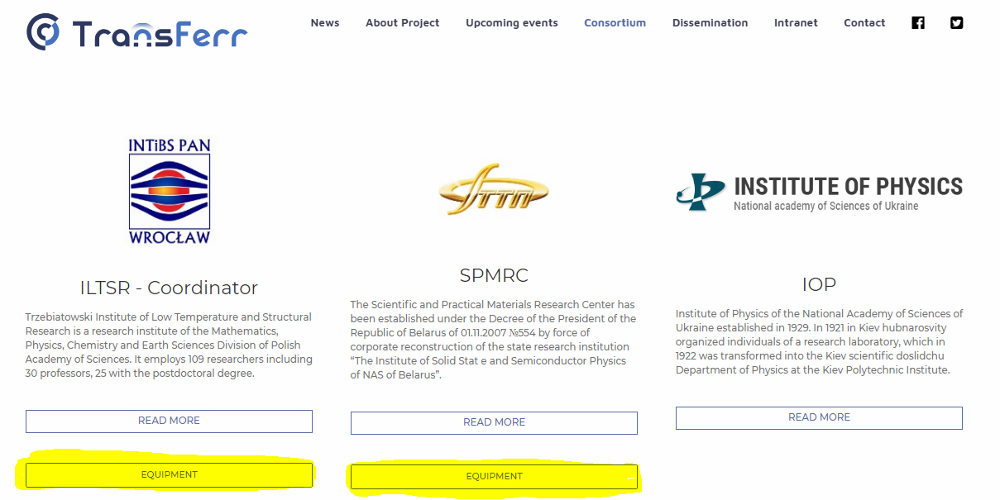 TransFerr
News About Project Upcoming events Consortium Dissemination Intranet Contact
INTiBS PAN
WROCŁAW
ILTSR - Coordinator
Trzebiatowski Institute of Low Temperature and Structural
Research is a research institute of the Mathematics,
Physics, Chemistry and Earth Sciences Division of Polish
Academy of Sciences. It employs 109 researchers including
30 professors, 25 with the postdoctoral degree.
READ MORE
EQUIPMENT
SPMRC
The Scientific and Practical Materials Research Center has
been established under the Decree of the President of the
Republic of Belarus of 01.11.2007 №554 by force of
corporate reconstruction of the state research institution
“The Institute of Solid Stat e and Semiconductor Physics
of NAS of Belarus”.
READ MORE
EQUIPMENT
INSTITUTE OF PHYSICS
National academy of Sciences of Ukraine
IOP
Institute of Physics of the National Academy of Sciences of
Ukraine established in 1929. In 1921 in Kiev hubnarosvity
organized individuals of a research laboratory, which in
1922 was transformed into the Kiev scientific doslidchu
Department of Physics at the Kiev Polytechnic Institute.
READ MORE